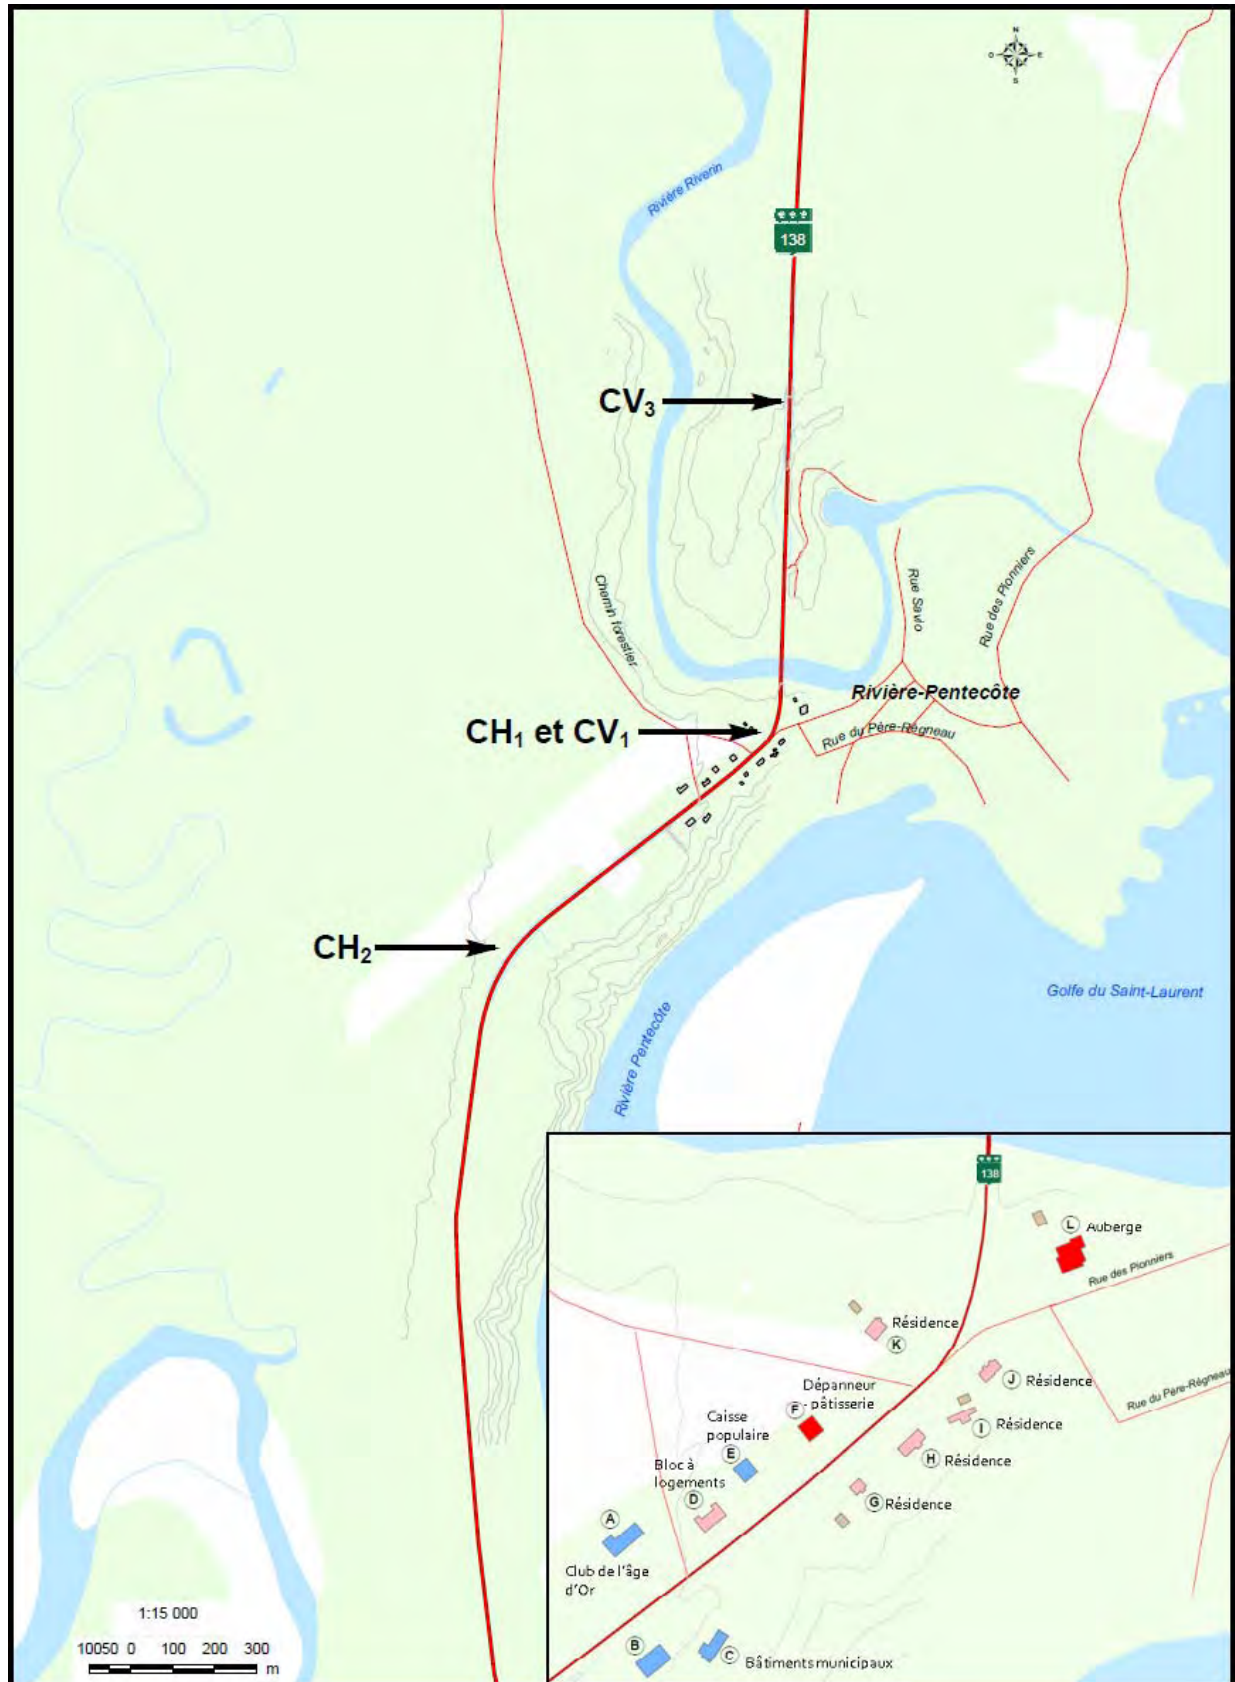 N
O E
S
Rivière Riverin
138
CV3
Chemin forestier
Rue Savio
Rue des Pionniers
Rivière-Pentecôte
CH1 et CV1
Rue du Père-Régneau
CH2
Golfe du Saint-Laurent
Rivière Pentecôte
138
L Auberge
Rue des Pionniers
Résidence
K
J Résidence
Rue du Père-Régneau
Dépanneur
- pâtisserie
F
Caisse
populaire
E
I Résidence
H Résidence
Bloc à
logements
D
G Résidence
A
Club de l'âge
d'Or
B
C Bâtiments municipaux
1:15 000
10050 0 100 200 300
m